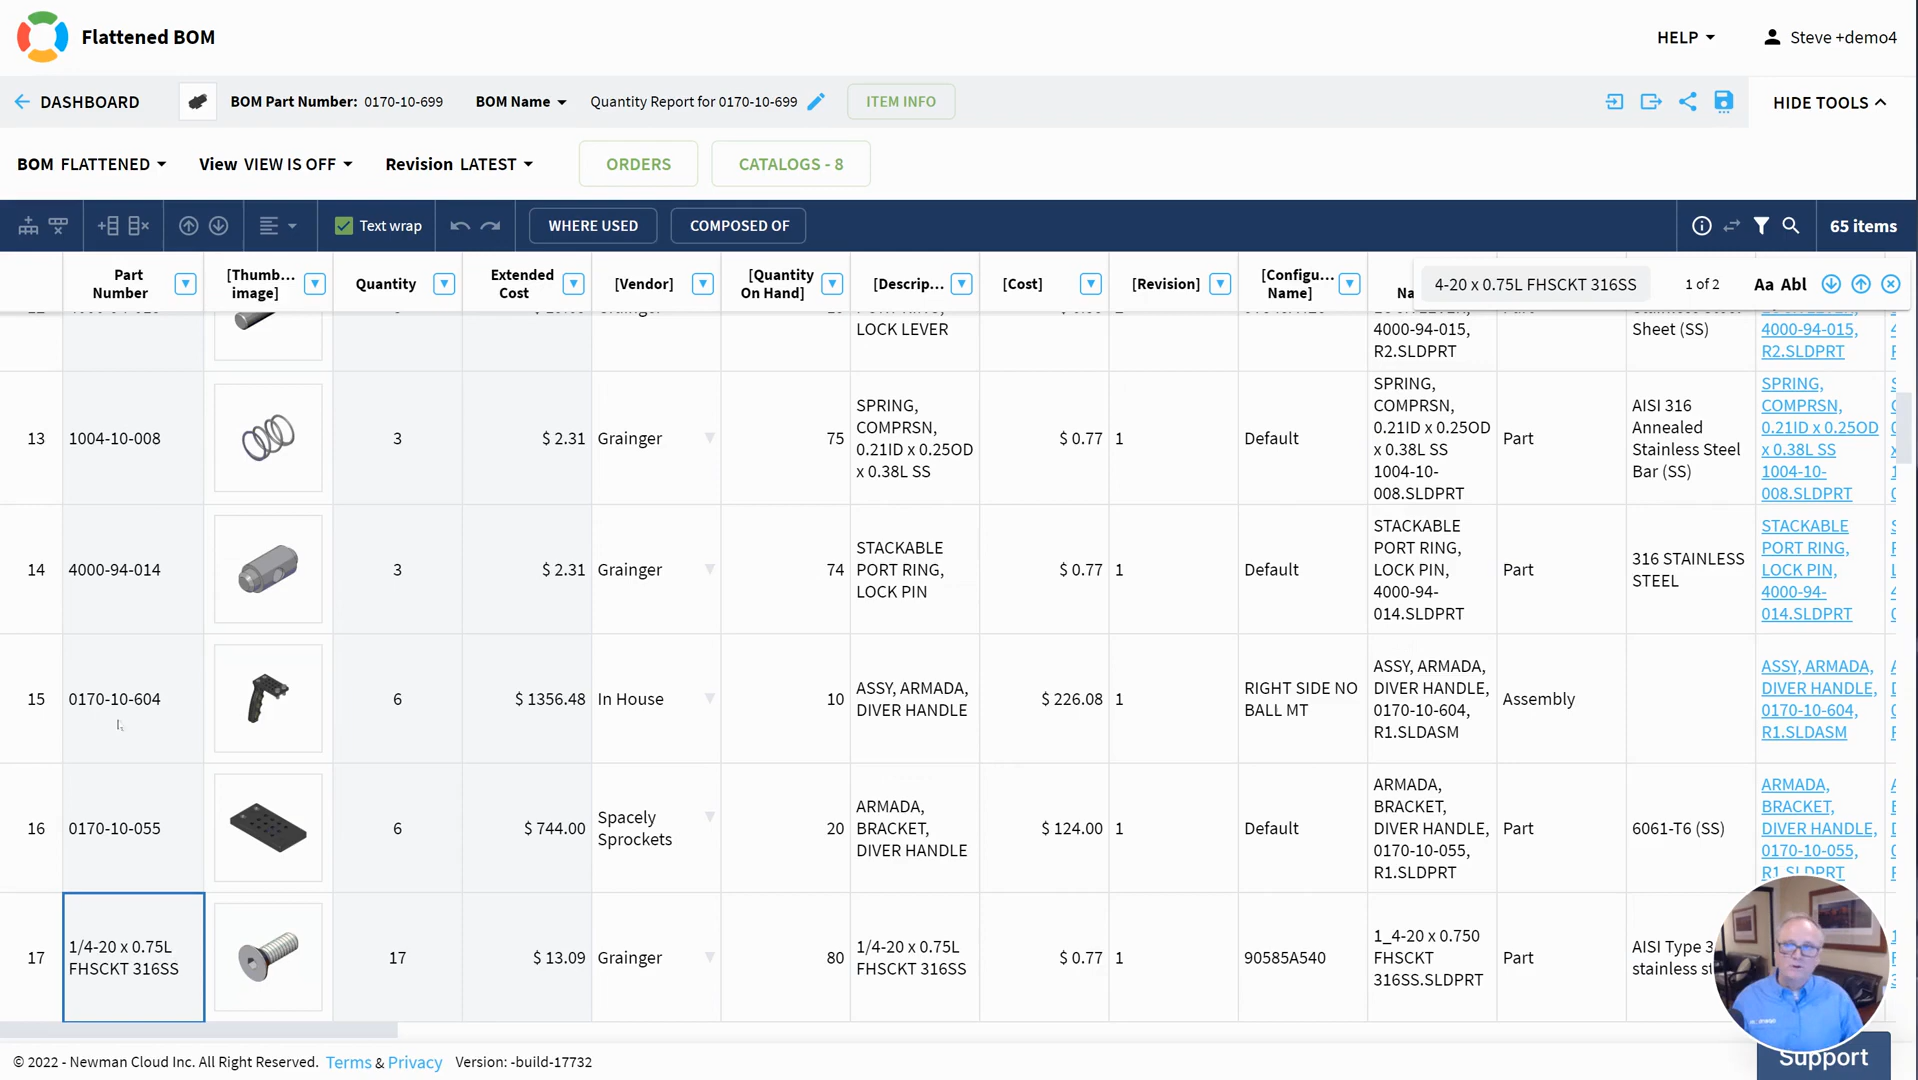 Flattened BOM
HELP
Steve +demo4
DASHBOARD
BOM Part Number: 0170-10-699
BOM Name
Quantity Report for 0170-10-699
ITEM INFO
HIDE TOOLS
BOM FLATTENED
View VIEW IS OFF
Revision LATEST
ORDERS
CATALOGS - 8
Text wrap
WHERE USED
COMPOSED OF
65 items
Part
Number
[Thumb...
image]
Quantity
Extended
Cost
[Vendor]
[Quantity
On Hand]
[Descrip...
[Cost]
[Revision]
[Configu...
Name]
4-20 x 0.75L FHSCKT 316SS
1 of 2
Aa Abl
LOCK LEVER
4000-94-015,
R2.SLDPRT
Sheet (SS)
4000-94-015,
R2.SLDPRT
13
1004-10-008
3
$ 2.31
Grainger
75
SPRING,
COMPRSN,
0.21ID x 0.25OD
x 0.38L SS
$ 0.77
1
Default
SPRING,
COMPRSN,
0.21ID x 0.25OD
x 0.38L SS
1004-10-
008.SLDPRT
Part
AISI 316
Annealed
Stainless Steel
Bar (SS)
SPRING,
COMPRSN,
0.21ID x 0.25OD
x 0.38L SS
1004-10-
008.SLDPRT
14
4000-94-014
3
$ 2.31
Grainger
74
STACKABLE
PORT RING,
LOCK PIN
$ 0.77
1
Default
STACKABLE
PORT RING,
LOCK PIN,
4000-94-
014.SLDPRT
Part
316 STAINLESS
STEEL
STACKABLE
PORT RING,
LOCK PIN,
4000-94-
014.SLDPRT
15
0170-10-604
6
$ 1356.48
In House
10
ASSY, ARMADA,
DIVER HANDLE
$ 226.08
1
RIGHT SIDE NO
BALL MT
ASSY, ARMADA,
DIVER HANDLE,
0170-10-604,
R1.SLDASM
Assembly
ASSY, ARMADA,
DIVER HANDLE,
0170-10-604,
R1.SLDASM
16
0170-10-055
6
$ 744.00
Spacely
Sprockets
20
ARMADA,
BRACKET,
DIVER HANDLE
$ 124.00
1
Default
ARMADA,
BRACKET,
DIVER HANDLE,
0170-10-055,
R1.SLDPRT
Part
6061-T6 (SS)
ARMADA,
BRACKET,
DIVER HANDLE,
0170-10-055,
R1.SLDPRT
17
1/4-20 x 0.75L
FHSCKT 316SS
17
$ 13.09
Grainger
80
1/4-20 x 0.75L
FHSCKT 316SS
$ 0.77
1
90585A540
1_4-20 x 0.750
FHSCKT
316SS.SLDPRT
Part
AISI Type 3
stainless st
© 2022 - Newman Cloud Inc. All Right Reserved.
Terms & Privacy
Version: -build-17732
Support